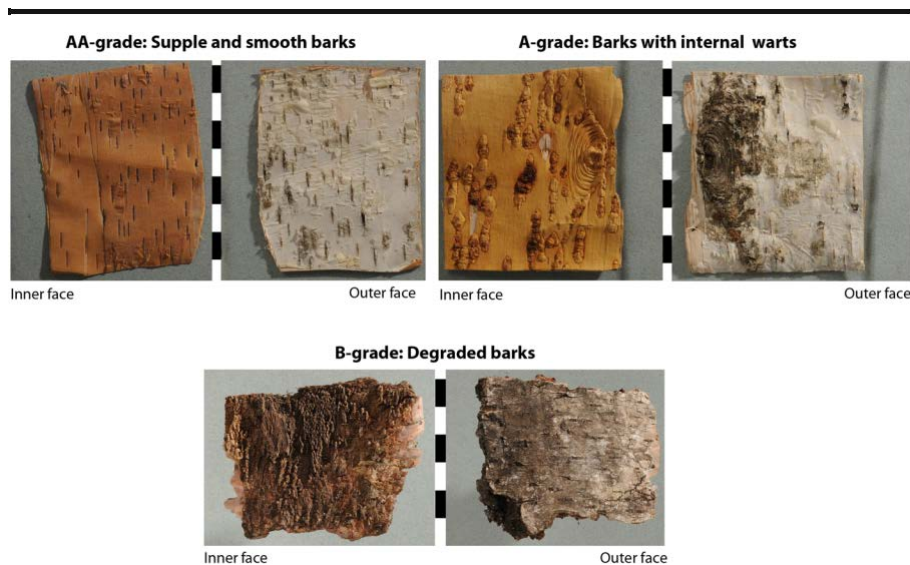 AA-grade: Supple and smooth barks
A-grade: Barks with internal warts
Inner face
Outer face
Inner face
Outer face
B-grade: Degraded barks
Inner face
Outer face